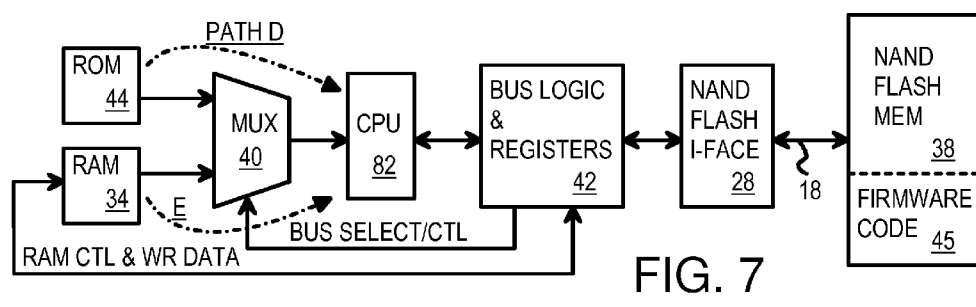 PATH D
ROM
44
MUX
40
CPU
82
BUS LOGIC
&
REGISTERS
42
NAND
FLASH
I-FACE
28
18
NAND
FLASH
MEM
38
FIRMWARE
CODE
45
RAM
34
E
BUS SELECT/CTL
RAM CTL & WR DATA
FIG. 7